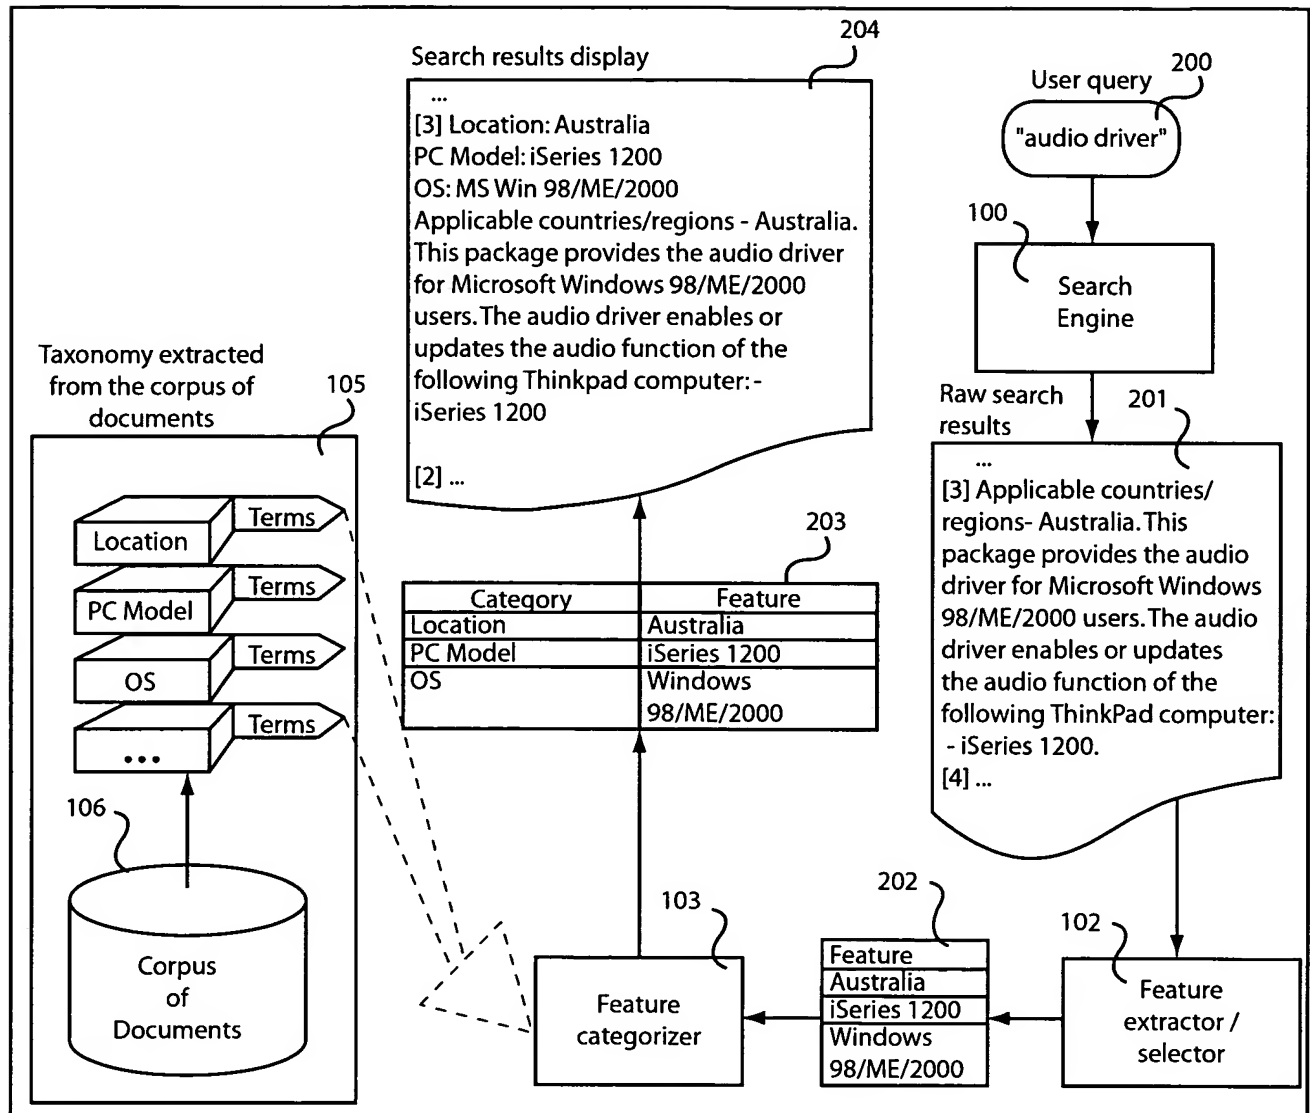 204
Search results display
...
[3] Location: Australia
PC Model: iSeries 1200
OS: MS Win 98/ME/2000
Applicable countries/regions - Australia.
This package provides the audio driver
for Microsoft Windows 98/ME/2000
users. The audio driver enables or
updates the audio function of the
following Thinkpad computer: -
iSeries 1200
[2] ...
User query
200
"audio driver"
100
Search
Engine
Raw search
results
201
...
[3] Applicable countries/
regions- Australia. This
package provides the audio
driver for Microsoft Windows
98/ME/2000 users. The audio
driver enables or updates
the audio function of the
following ThinkPad computer:
- iSeries 1200.
[4] ...
Taxonomy extracted
from the corpus of
documents
105
Location
Terms
PC Model
Terms
OS
Terms
...
Terms
106
Corpus
of
Documents
203
Category Feature
Location Australia
PC Model iSeries 1200
OS Windows
98/ME/2000
103
Feature
categorizer
202
Feature
Australia
iSeries 1200
Windows
98/ME/2000
102
Feature
extractor /
selector